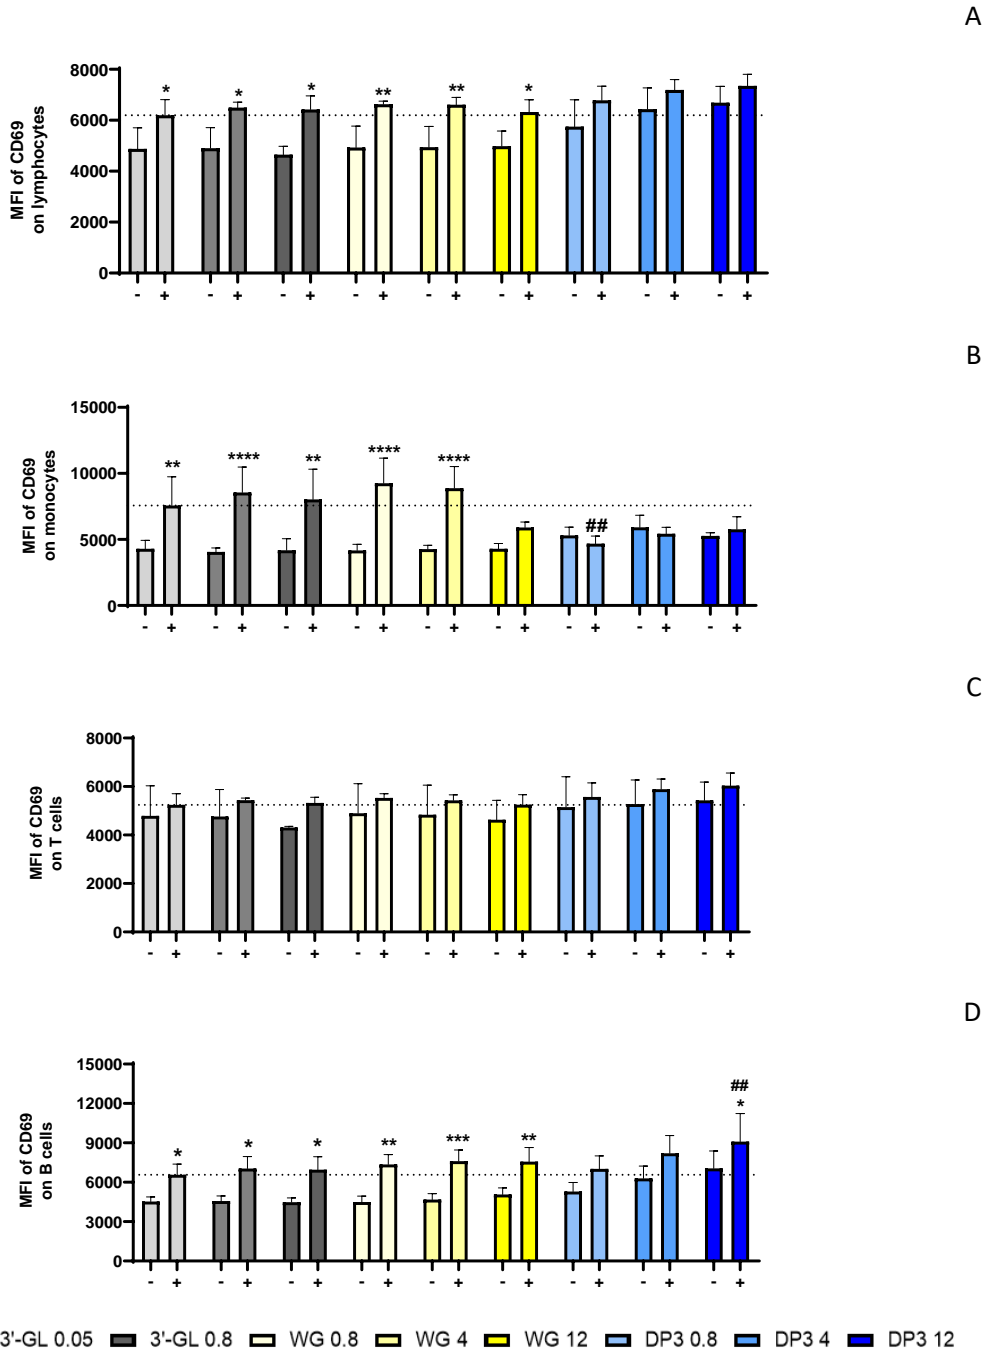 A
MFI of CD69
on lymphocytes
8000
6000
4000
2000
0
* * * ** ** *
- + - + - + - + - + - + - + - + - +
B
MFI of CD69
on monocytes
15000
10000
5000
0
** **** ** **** **** ##
- + - + - + - + - + - + - + - + - +
C
MFI of CD69
on T cells
8000
6000
4000
2000
0
- + - + - + - + - + - + - + - + - +
D
MFI of CD69
on B cells
15000
12000
9000
6000
3000
0
##
* * * ** *** ** *
- + - + - + - + - + - + - + - + - +
3'-GL 0.05 3'-GL 0.8 WG 0.8 WG 4 WG 12 DP3 0.8 DP3 4 DP3 12